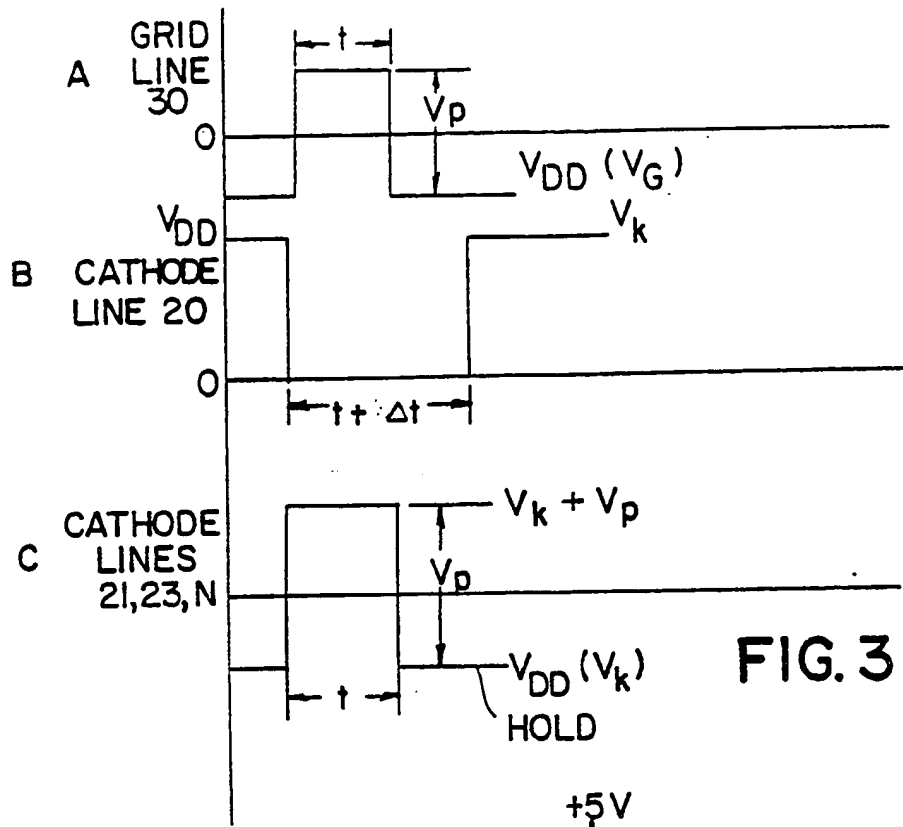 GRID
LINE
30
A
t
Vp
0
VDD (VG)
VDD
Vk
B
CATHODE
LINE 20
0
t + Δt
Vk + Vp
CATHODE
LINES
21,23,N
C
Vp
VDD (Vk)
t
HOLD
FIG. 3
+5V